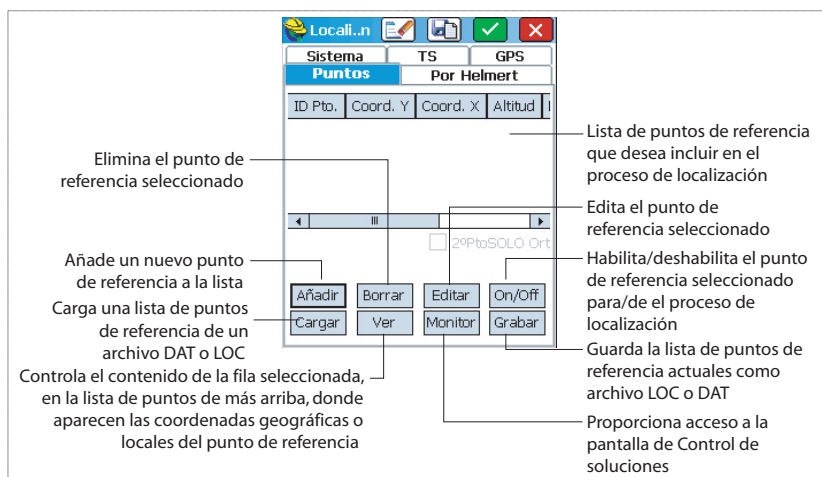 Locali..n
Sistema TS GPS
Puntos Por Helmert
ID Pto. Coord. Y Coord. X Altitud
Lista de puntos de referencia
que desea incluir en el
proceso de localización
Elimina el punto de
referencia seleccionado
Edita el punto de
referencia seleccionado
2ºPtoSOLO Ort
Habilita/deshabilita el punto
de referencia seleccionado
para/de el proceso de
localización
Añade un nuevo punto
de referencia a la lista
Añadir Borrar Editar On/Off
Carga una lista de puntos
de referencia de un
archivo DAT o LOC
Cargar Ver Monitor Grabar
Guarda la lista de puntos de
referencia actuales como
archivo LOC o DAT
Controla el contenido de la fila seleccionada,
en la lista de puntos de más arriba, donde
aparecen las coordenadas geográficas o
locales del punto de referencia
Proporciona acceso a la
pantalla de Control de
soluciones